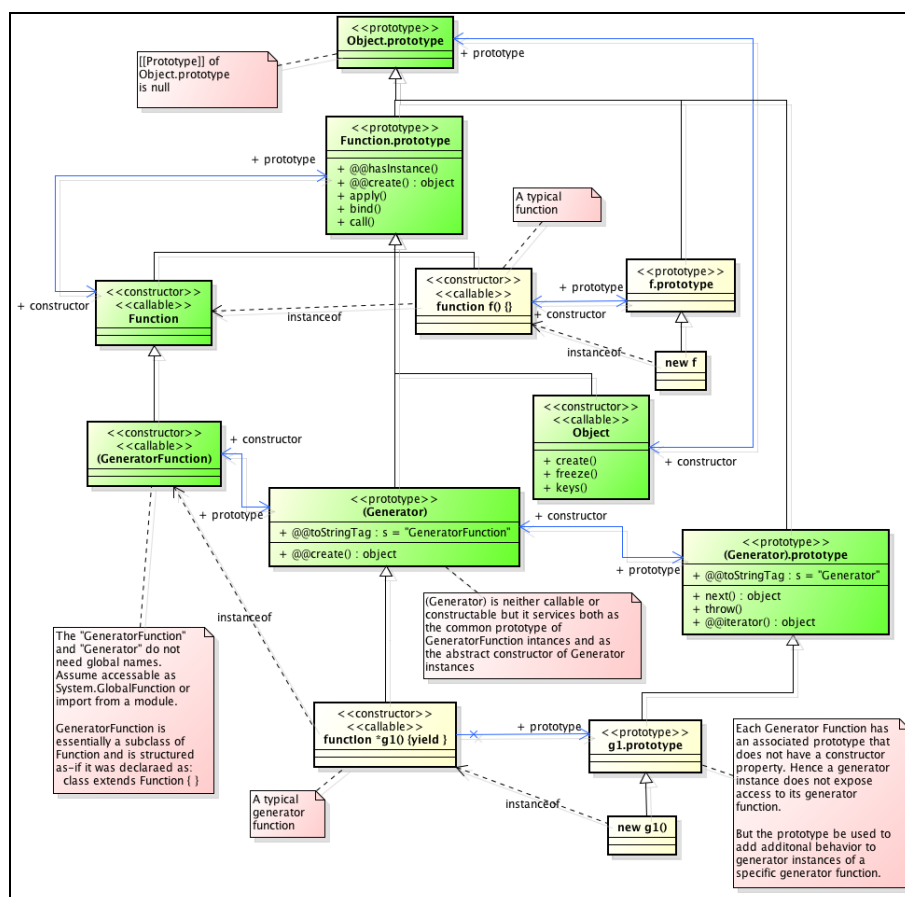 <<prototype>>
Object.prototype
+ prototype
[[Prototype]] of
Object.prototype
is null
<<prototype>>
Function.prototype
+ @@hasInstance()
+ @@create() : object
+ apply()
+ bind()
+ call()
+ prototype
A typical
function
<<constructor>>
<<callable>>
Function
+ constructor
instanceof
<<constructor>>
<<callable>>
function f() {}
+ prototype
+ constructor
<<prototype>>
f.prototype
instanceof
new f
<<constructor>>
<<callable>>
Object
+ create()
+ freeze()
+ keys()
+ constructor
<<constructor>>
<<callable>>
(GeneratorFunction)
+ constructor
+ prototype
<<prototype>>
(Generator)
+ @@toStringTag : s = "GeneratorFunction"
+ @@create() : object
+ constructor
+ prototype
<<prototype>>
(Generator).prototype
+ @@toStringTag : s = "Generator"
+ next() : object
+ throw()
+ @@iterator() : object
instanceof
(Generator) is neither callable or
constructable but it services both as
the common prototype of
GeneratorFunction intances and as
the abstract constructor of Generator
instances
The "GeneratorFunction"
and "Generator" do not
need global names.
Assume accessable as
System.GlobalFunction or
import from a module.
GeneratorFunction is
essentially a subclass of
Function and is structured
as-if it was declaraed as:
class extends Function { }
<<constructor>>
<<callable>>
function *g1() {yield }
+ prototype
<<prototype>>
g1.prototype
A typical
generator
function
instanceof
new g1()
Each Generator Function has
an associated prototype that
does not have a constructor
property. Hence a generator
instance does not expose
access to its generator
function.
But the prototype be used to
add additonal behavior to
generator instances of a
specific generator function.